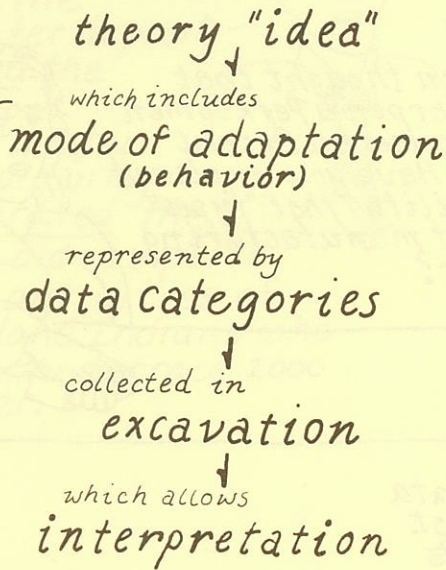 theory "idea"
which includes
mode of adaptation
(behavior)
represented by
data categories
collected in
excavation
which allows
interpretation